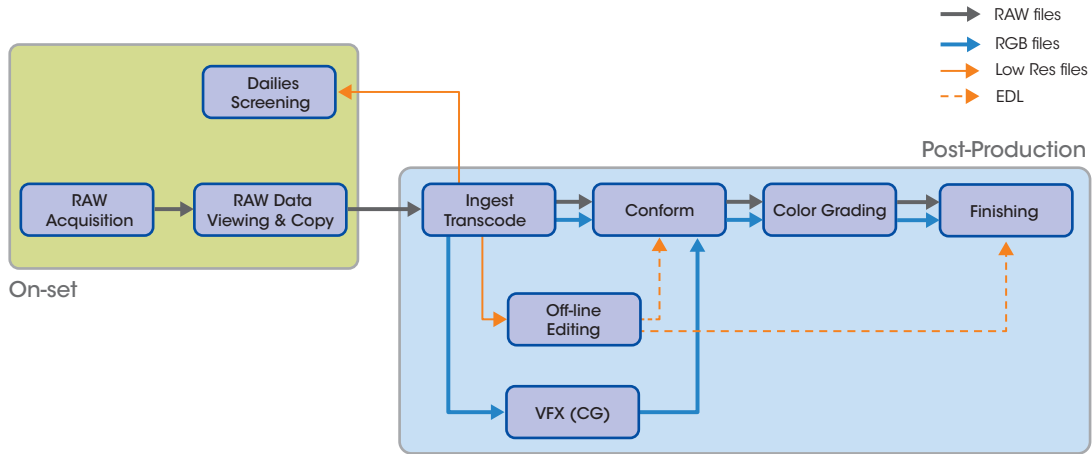 RAW files
RGB files
Low Res files
EDL
Dailies
Screening
RAW
Acquisition
RAW Data
Viewing & Copy
On-set
Post-Production
Ingest
Transcode
Conform
Color Grading
Finishing
Off-line
Editing
VFX (CG)